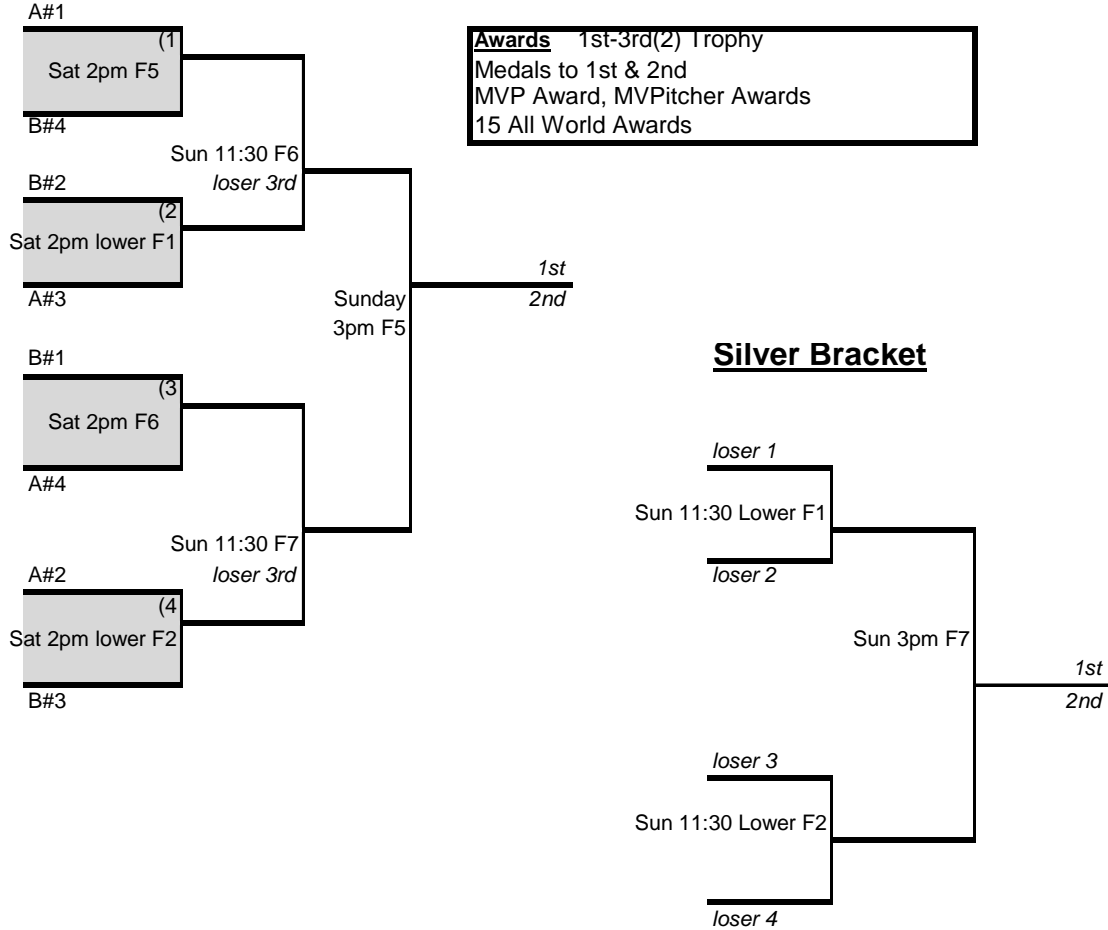 A#1
(1
Sat 2pm F5
B#4
Awards 1st-3rd(2) Trophy
Medals to 1st & 2nd
MVP Award, MVPitcher Awards
15 All World Awards
Sun 11:30 F6
loser 3rd
B#2
(2
Sat 2pm lower F1
A#3
1st
2nd
Sunday
3pm F5
B#1
(3
Sat 2pm F6
A#4
Sun 11:30 F7
loser 3rd
A#2
(4
Sat 2pm lower F2
B#3
Silver Bracket
loser 1
Sun 11:30 Lower F1
loser 2
Sun 3pm F7
1st
2nd
loser 3
Sun 11:30 Lower F2
loser 4